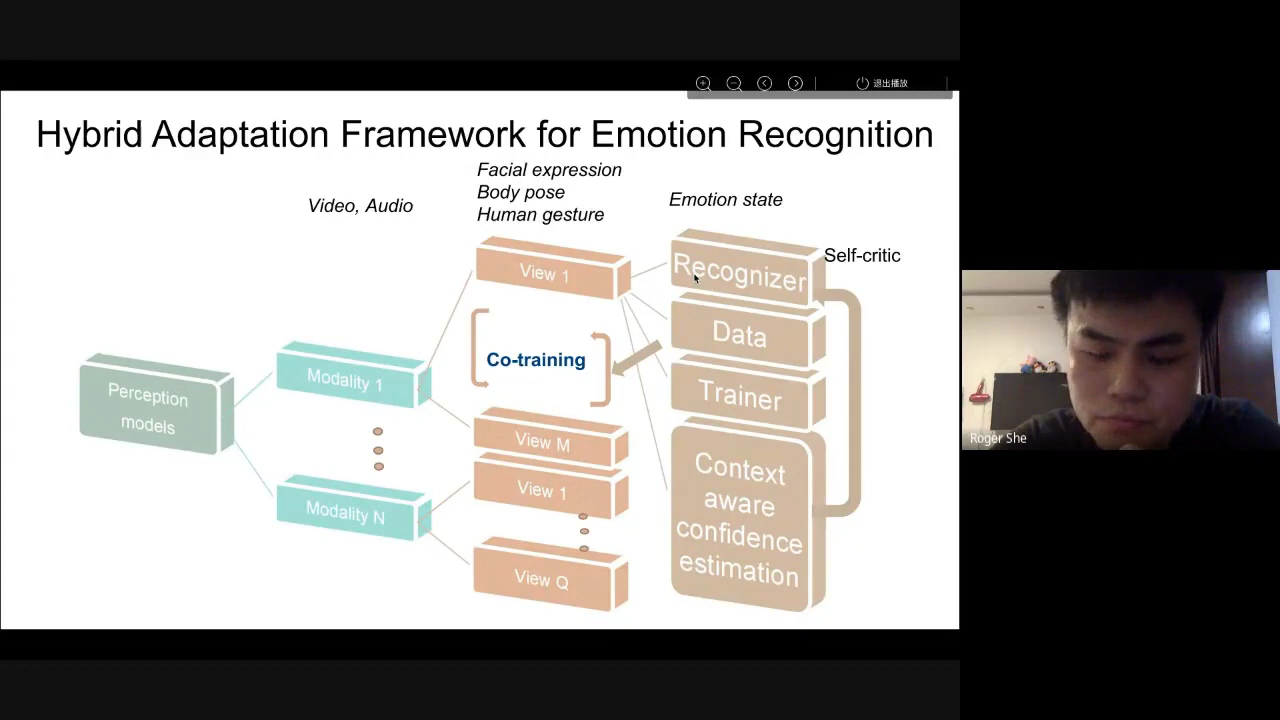 退出播放
Hybrid Adaptation Framework for Emotion Recognition
Video, Audio
Facial expression
Body pose
Human gesture
Emotion state
Self-critic
Perception
models
Modality 1
Modality N
View 1
Co-training
View M
View 1
View Q
Recognizer
Data
Trainer
Context
aware
confidence
estimation
Roger She